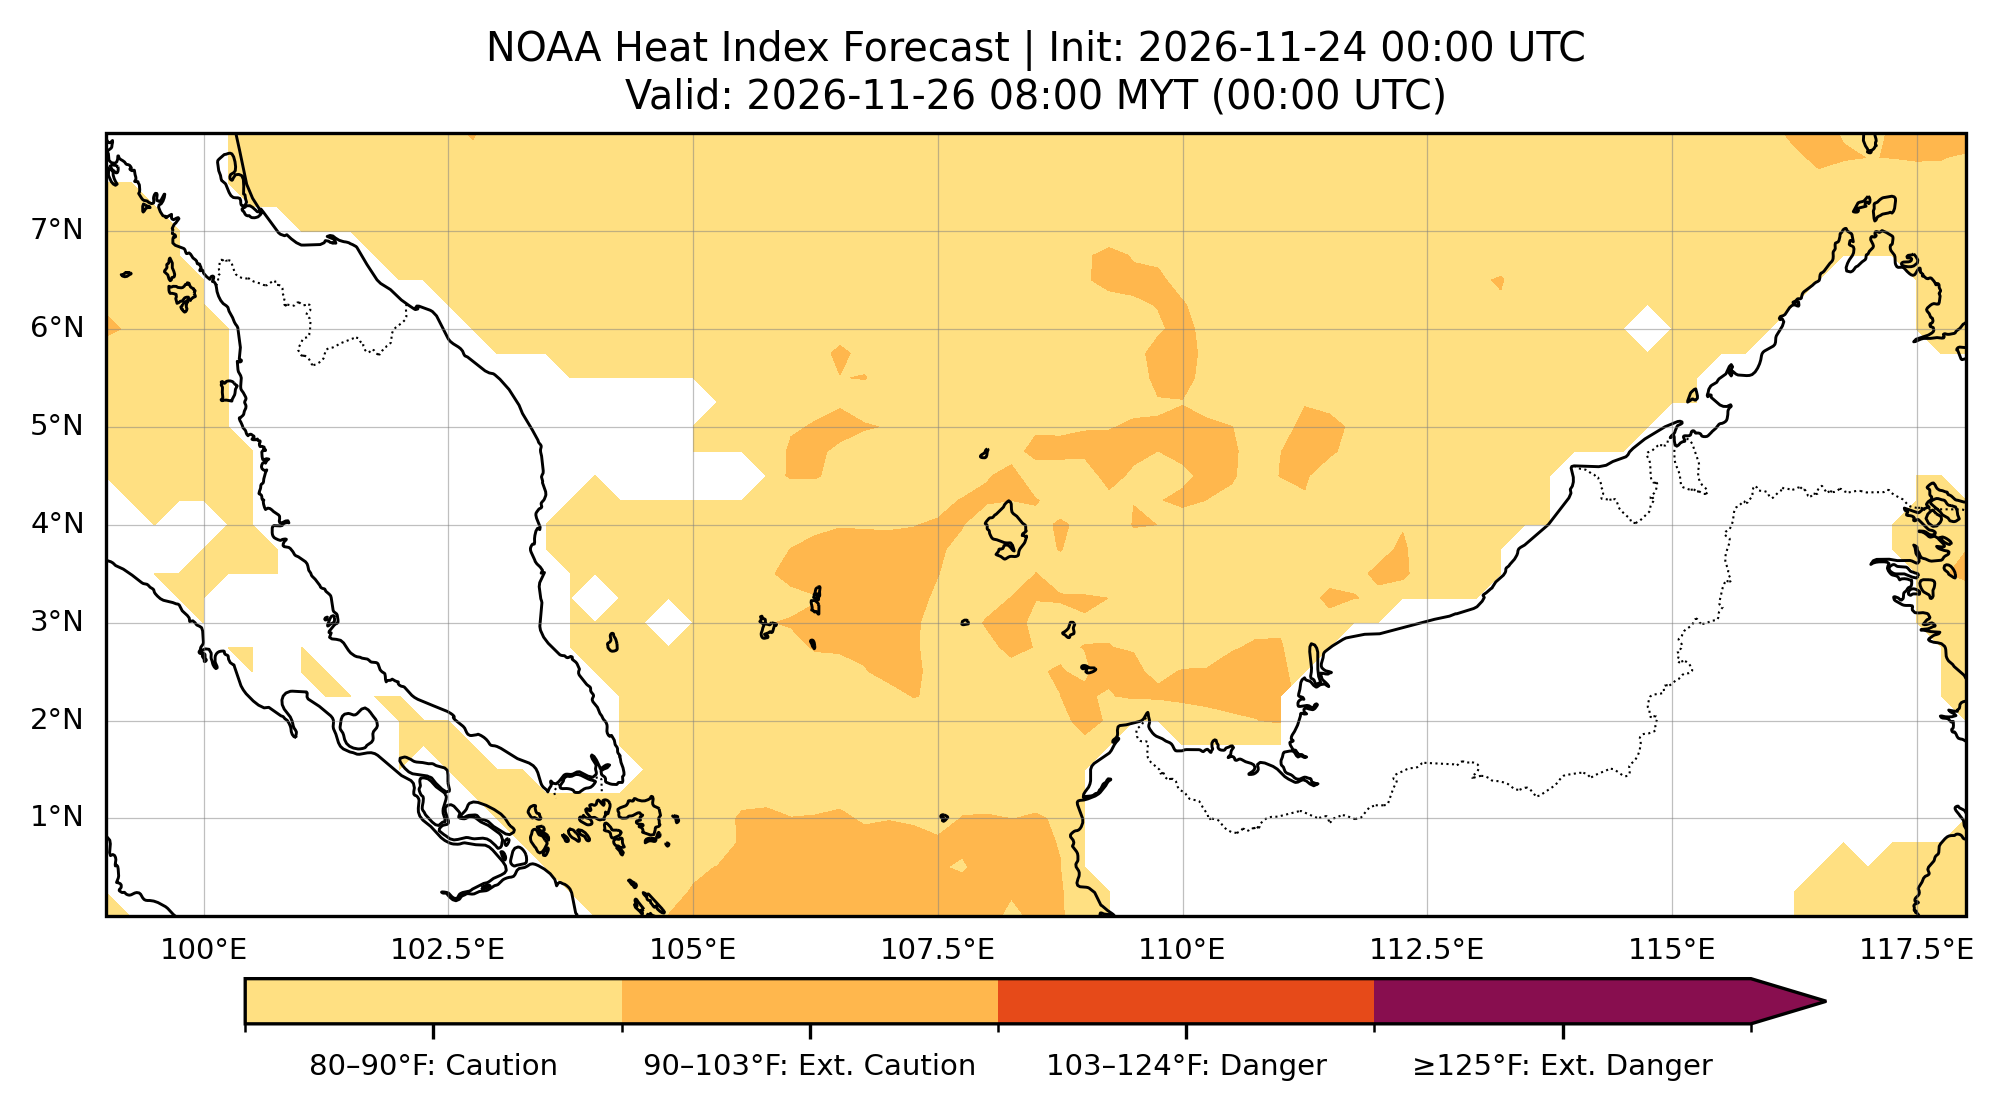 NOAA Heat Index Forecast | Init: 2026-11-24 00:00 UTC
Valid: 2026-11-26 08:00 MYT (00:00 UTC)
7°N
6°N
5°N
4°N
3°N
2°N
1°N
100°E 102.5°E 105°E 107.5°E 110°E 112.5°E 115°E 117.5°E
80–90°F: Caution 90–103°F: Ext. Caution 103–124°F: Danger ≥125°F: Ext. Danger